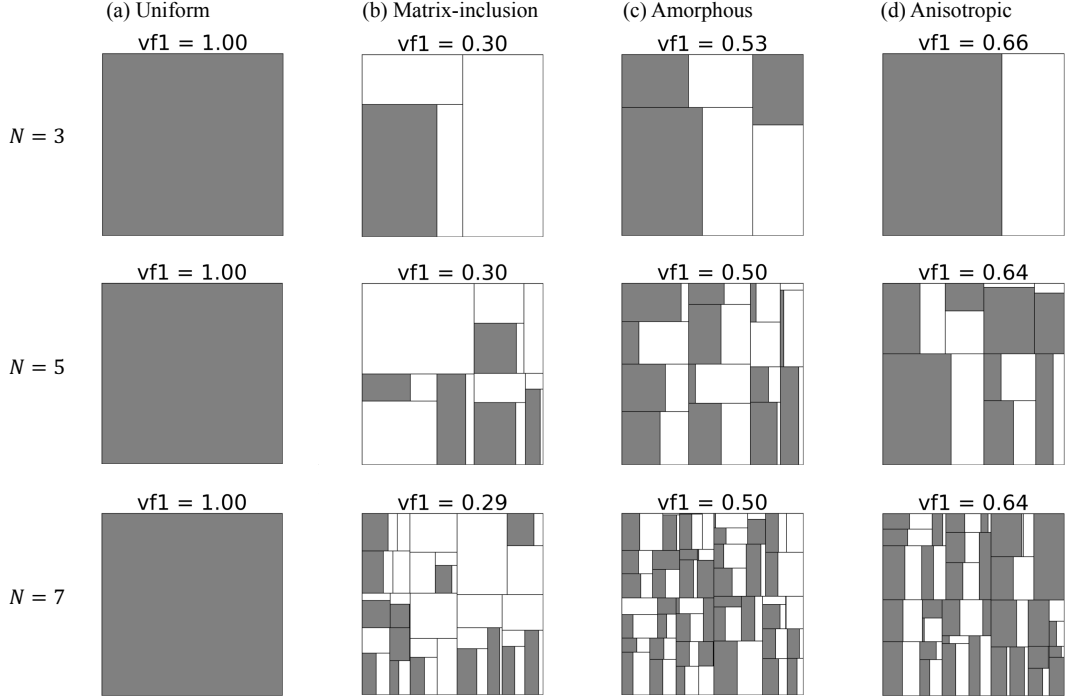 (a) Uniform (b) Matrix-inclusion (c) Amorphous (d) Anisotropic
vf1 = 1.00 vf1 = 0.30 vf1 = 0.53 vf1 = 0.66
N = 3
vf1 = 1.00 vf1 = 0.30 vf1 = 0.50 vf1 = 0.64
N = 5
vf1 = 1.00 vf1 = 0.29 vf1 = 0.50 vf1 = 0.64
N = 7